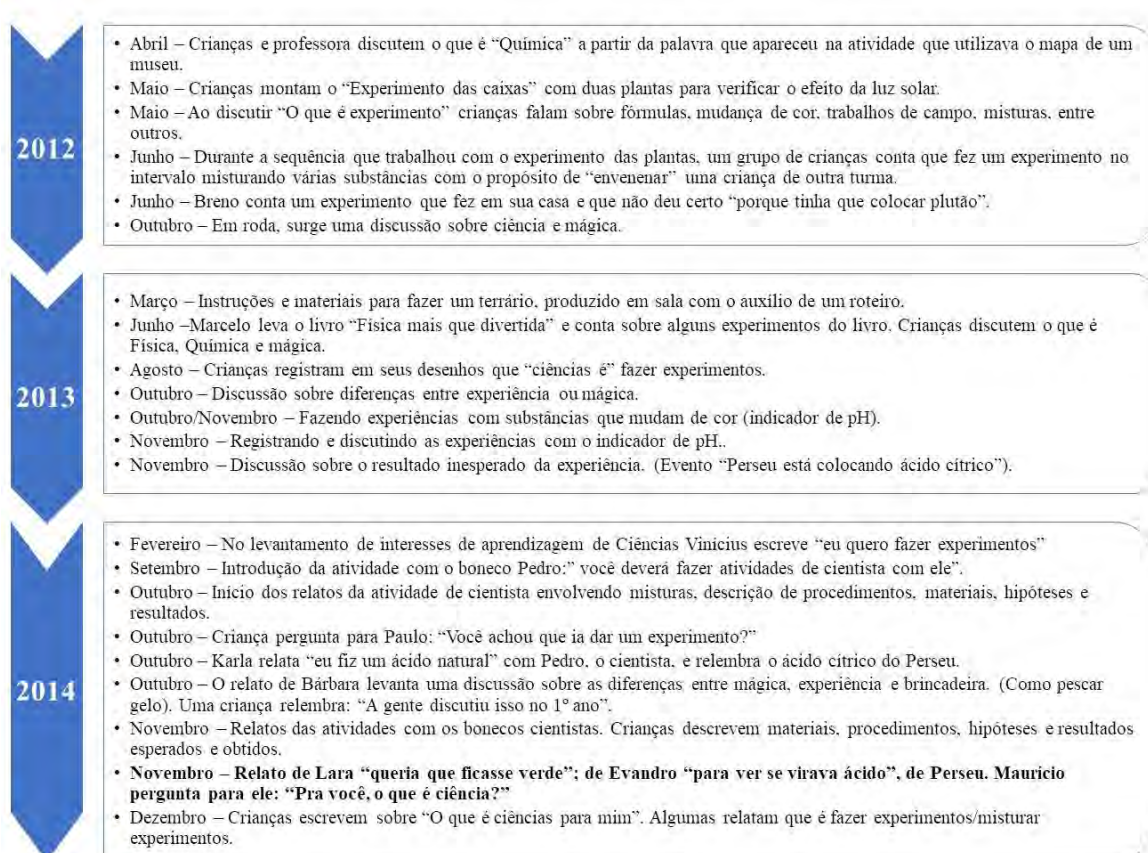 2012
• Abril – Crianças e professora discutem o que é “Química” a partir da palavra que apareceu na atividade que utilizava o mapa de um
museu.
• Maio – Crianças montam o “Experimento das caixas” com duas plantas para verificar o efeito da luz solar.
• Maio – Ao discutir “O que é experimento” crianças falam sobre fórmulas, mudança de cor, trabalhos de campo, misturas, entre
outros.
• Junho – Durante a sequência que trabalhou com o experimento das plantas, um grupo de crianças conta que fez um experimento no
intervalo misturando várias substâncias com o propósito de “envenenar” uma criança de outra turma.
• Junho – Breno conta um experimento que fez em sua casa e que não deu certo “porque tinha que colocar plutão”.
• Outubro – Em roda, surge uma discussão sobre ciência e mágica.
2013
• Março – Instruções e materiais para fazer um terrário, produzido em sala com o auxílio de um roteiro.
• Junho –Marcelo leva o livro “Física mais que divertida” e conta sobre alguns experimentos do livro. Crianças discutem o que é
Física, Química e mágica.
• Agosto – Crianças registram em seus desenhos que “ciências é” fazer experimentos.
• Outubro – Discussão sobre diferenças entre experiência ou mágica.
• Outubro/Novembro – Fazendo experiências com substâncias que mudam de cor (indicador de pH).
• Novembro – Registrando e discutindo as experiências com o indicador de pH..
• Novembro – Discussão sobre o resultado inesperado da experiência. (Evento “Perseu está colocando ácido cítrico”).
2014
• Fevereiro – No levantamento de interesses de aprendizagem de Ciências Vinicius escreve “eu quero fazer experimentos”
• Setembro – Introdução da atividade com o boneco Pedro:” você deverá fazer atividades de cientista com ele”.
• Outubro – Início dos relatos da atividade de cientista envolvendo misturas, descrição de procedimentos, materiais, hipóteses e
resultados.
• Outubro – Criança pergunta para Paulo: “Você achou que ia dar um experimento?”
• Outubro – Karla relata “eu fiz um ácido natural” com Pedro, o cientista, e relembra o ácido cítrico do Perseu.
• Outubro – O relato de Bárbara levanta uma discussão sobre as diferenças entre mágica, experiência e brincadeira. (Como pescar
gelo). Uma criança relembra: “A gente discutiu isso no 1º ano”.
• Novembro – Relatos das atividades com os bonecos cientistas. Crianças descrevem materiais, procedimentos, hipóteses e resultados
esperados e obtidos.
• Novembro – Relato de Lara “queria que ficasse verde”; de Evandro “para ver se virava ácido”, de Perseu. Mauricio
pergunta para ele: “Pra você, o que é ciência?”
• Dezembro – Crianças escrevem sobre “O que é ciências para mim”. Algumas relatam que é fazer experimentos/misturar
experimentos.